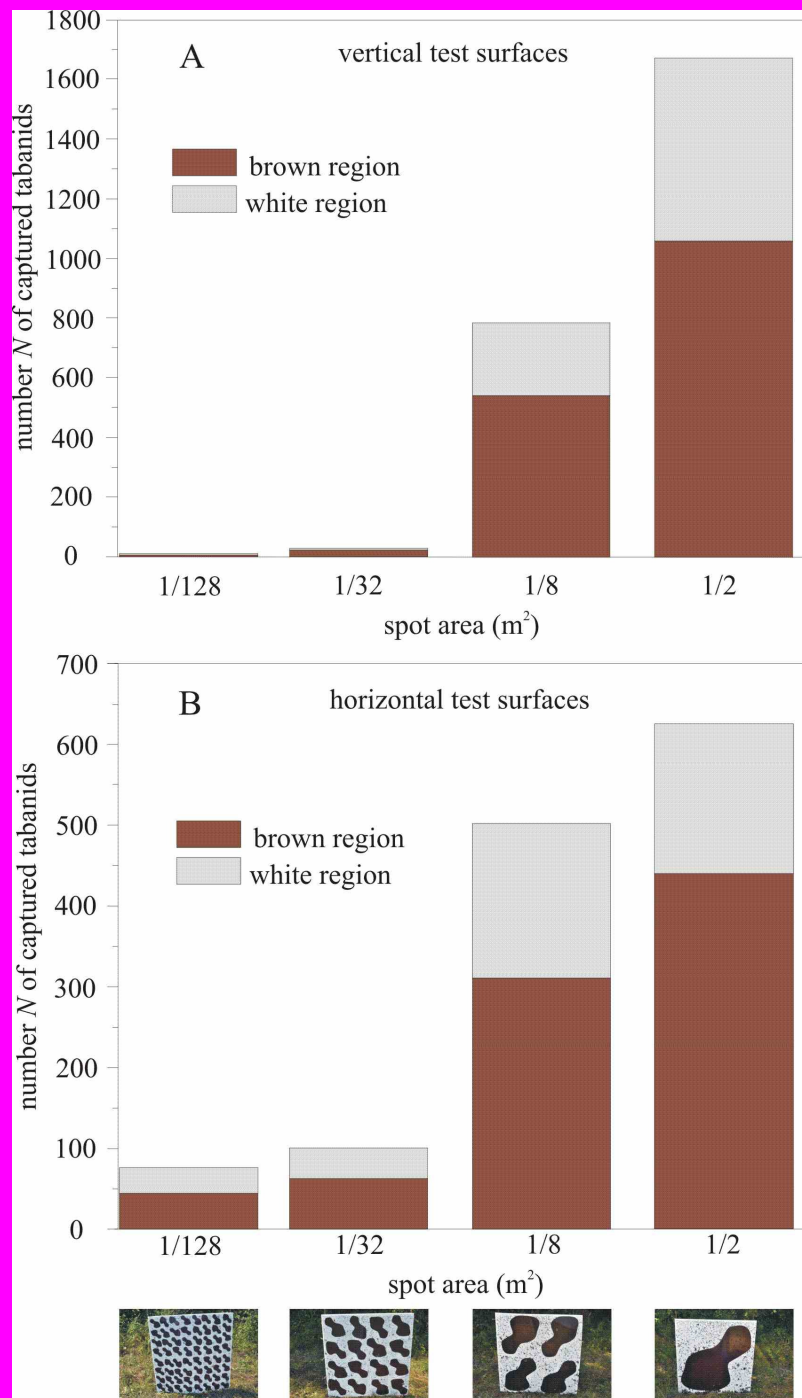 A
vertical test surfaces
brown region
white region
number N of captured tabanids
1800
1600
1400
1200
1000
800
600
400
200
0
1/128
1/32
1/8
1/2
spot area (m²)
B
horizontal test surfaces
brown region
white region
number N of captured tabanids
700
600
500
400
300
200
100
0
1/128
1/32
1/8
1/2
spot area (m²)